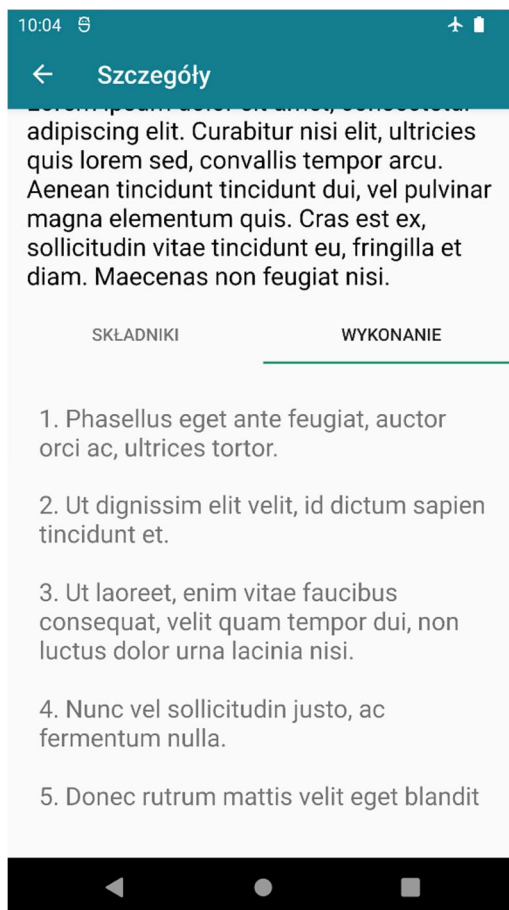 10:04
Szczegóły
adipiscing elit. Curabitur nisi elit, ultricies
quis lorem sed, convallis tempor arcu.
Aenean tincidunt tincidunt dui, vel pulvinar
magna elementum quis. Cras est ex,
sollicitudin vitae tincidunt eu, fringilla et
diam. Maecenas non feugiat nisi.
SKŁADNIKI WYKONANIE
1. Phasellus eget ante feugiat, auctor
orci ac, ultrices tortor.
2. Ut dignissim elit velit, id dictum sapien
tincidunt et.
3. Ut laoreet, enim vitae faucibus
consequat, velit quam tempor dui, non
luctus dolor urna lacinia nisi.
4. Nunc vel sollicitudin justo, ac
fermentum nulla.
5. Donec rutrum mattis velit eget blandit